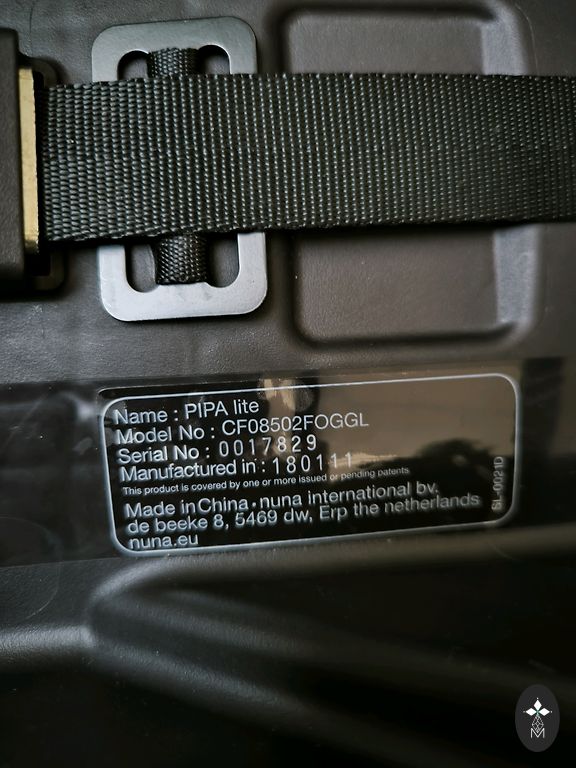 Name : PIPA lite
Model No : CF08502FOGGL
Serial No : 0017829
Manufactured in : 180111
This product is covered by one or more issued or pending patents
Made in China • nuna international bv.
de beeke 8, 5469 dw, Erp the netherlands
nuna.eu
SL-0021D
M